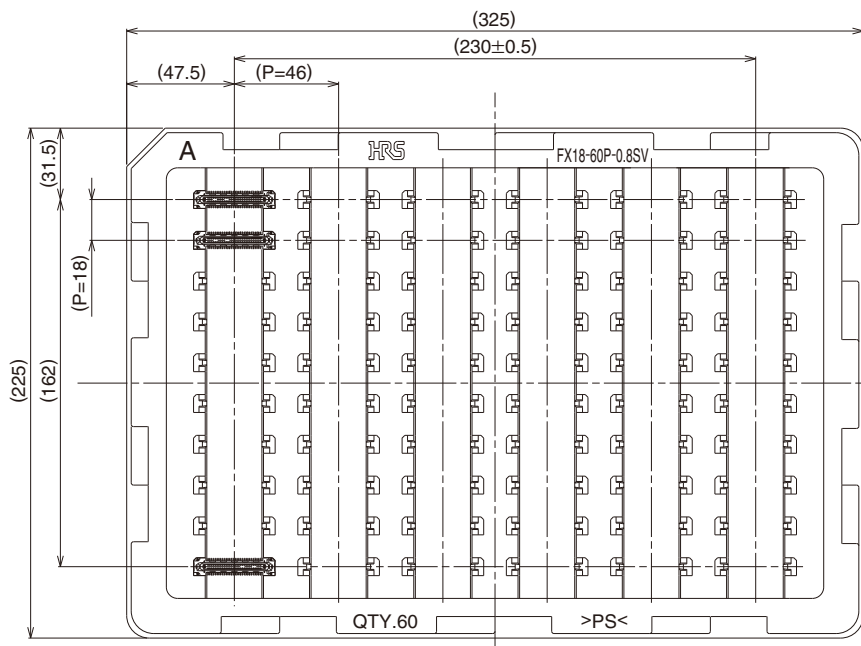 (325)
(230±0.5)
(47.5)
(P=46)
(31.5)
A
HRS
FX18-60P-0.8SV
(P=18)
(225)
(162)
QTY.60
>PS<